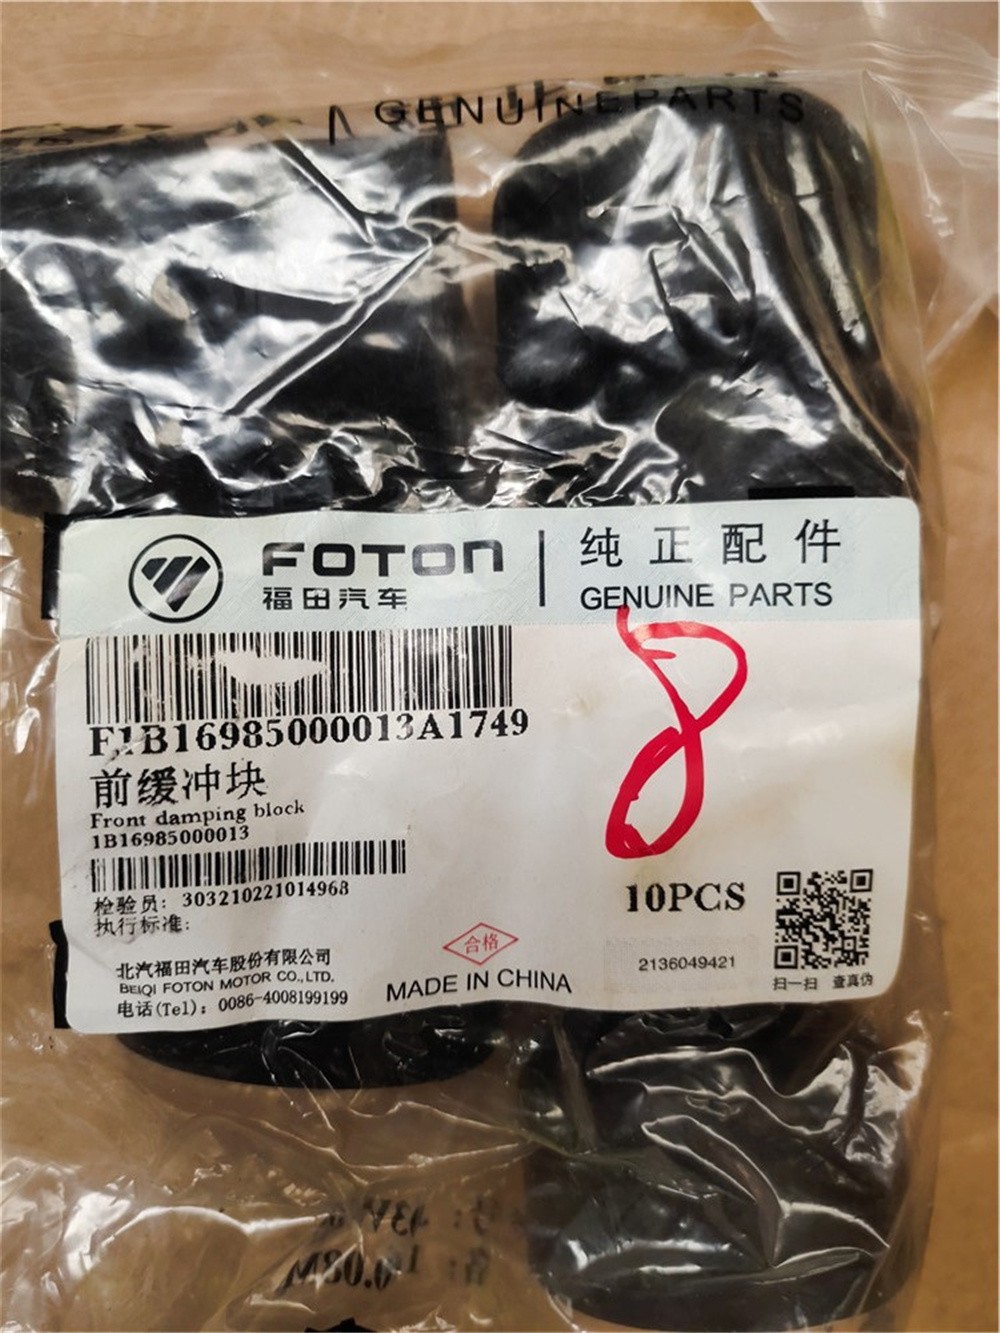 GENUINE PARTS
FOTON
福田汽车
纯正配件
GENUINE PARTS
8
F1B16985000013A1749
前缓冲块
Front damping block
1B16985000013
检验员: 303210221014968
执行标准:
10PCS
合格
北汽福田汽车股份有限公司
BEIQI FOTON MOTOR CO.,LTD.
电话(Tel): 0086-4008199199
MADE IN CHINA
2136049421
扫一扫 查真伪